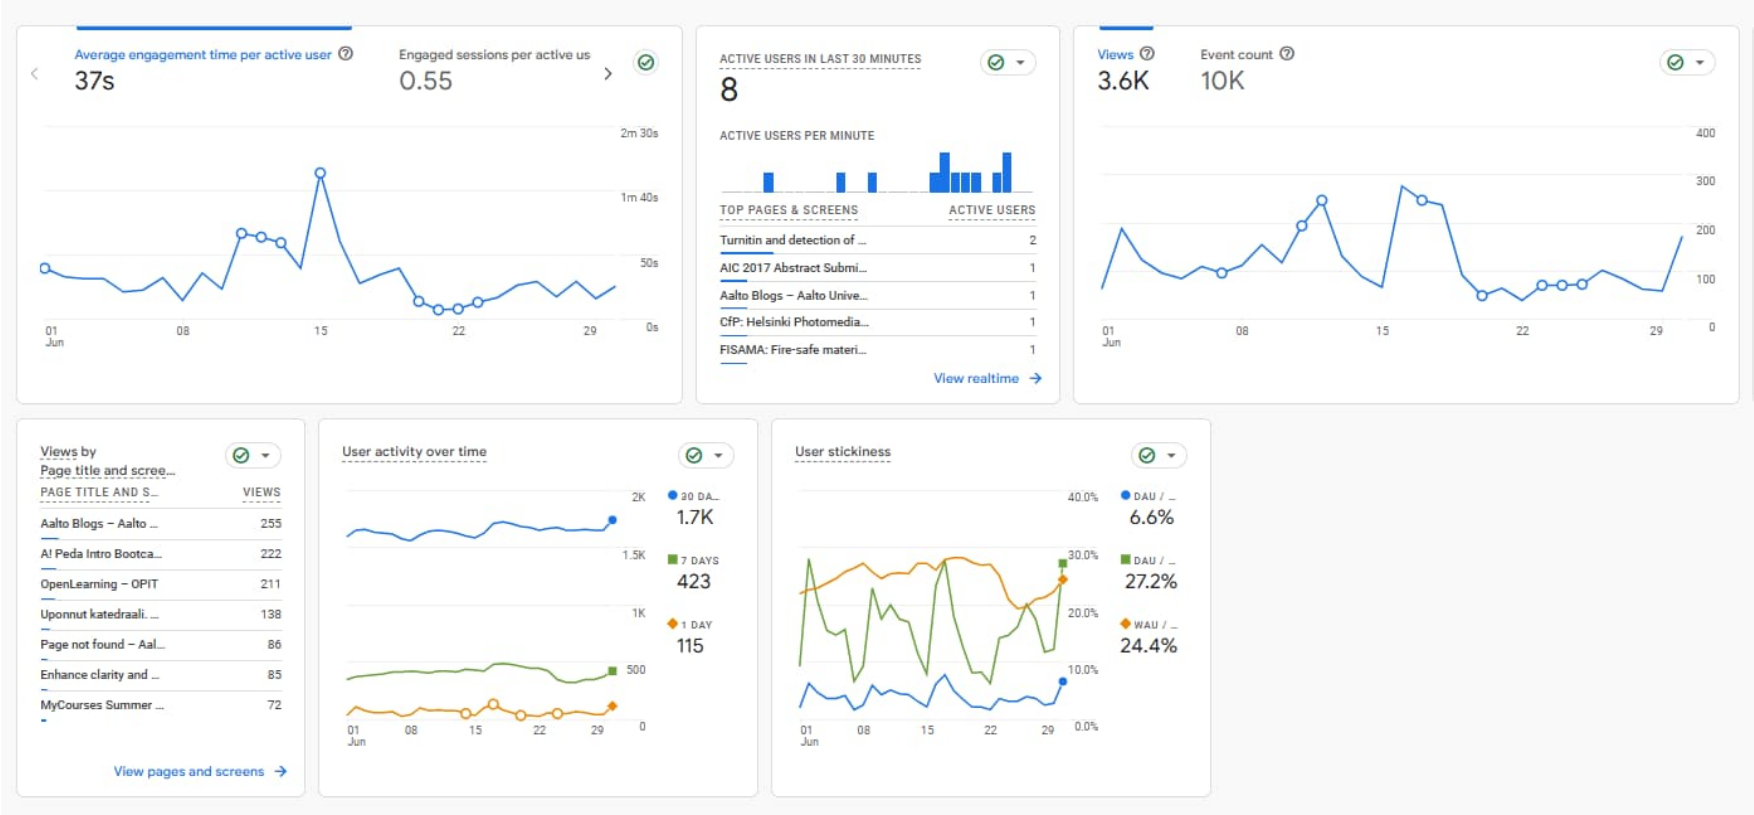 Average engagement time per active user
37s
Engaged sessions per active us
0.55
2m 30s
1m 40s
50s
0s
01
Jun
08
15
22
29
ACTIVE USERS IN LAST 30 MINUTES
8
ACTIVE USERS PER MINUTE
TOP PAGES & SCREENS ACTIVE USERS
Turnitin and detection of ... 2
AIC 2017 Abstract Submi... 1
Aalto Blogs – Aalto Unive... 1
CfP: Helsinki Photomedia... 1
FISAMA: Fire-safe materi... 1
View realtime
Views
3.6K
Event count
10K
400
300
200
100
0
01
Jun
08
15
22
29
Views by
Page title and scree...
PAGE TITLE AND S... VIEWS
Aalto Blogs – Aalto ... 255
A! Peda Intro Bootca... 222
OpenLearning – OPIT 211
Uponnut katedraali. ... 138
Page not found – Aal... 86
Enhance clarity and ... 85
MyCourses Summer ... 72
View pages and screens
User activity over time
2K
1.5K
1K
500
0
01
Jun
08
15
22
29
30 DA...
1.7K
7 DAYS
423
1 DAY
115
User stickiness
40.0%
30.0%
20.0%
10.0%
0.0%
01
Jun
08
15
22
29
DAU / ...
6.6%
DAU / ...
27.2%
WAU / ...
24.4%